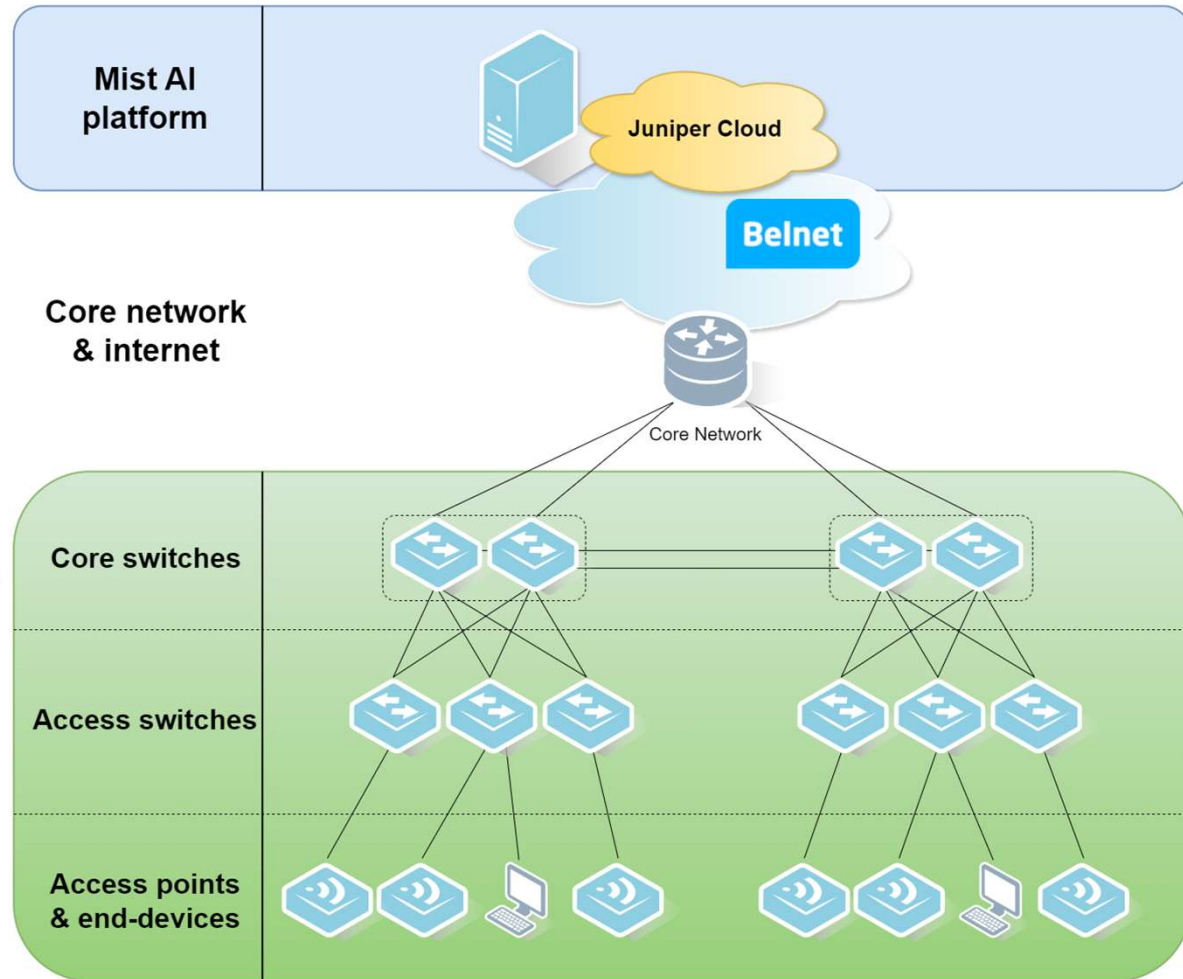 Mist AI
platform
Juniper Cloud
Belnet
Core network
& internet
Core Network
Core switches
Access switches
Access points
& end-devices